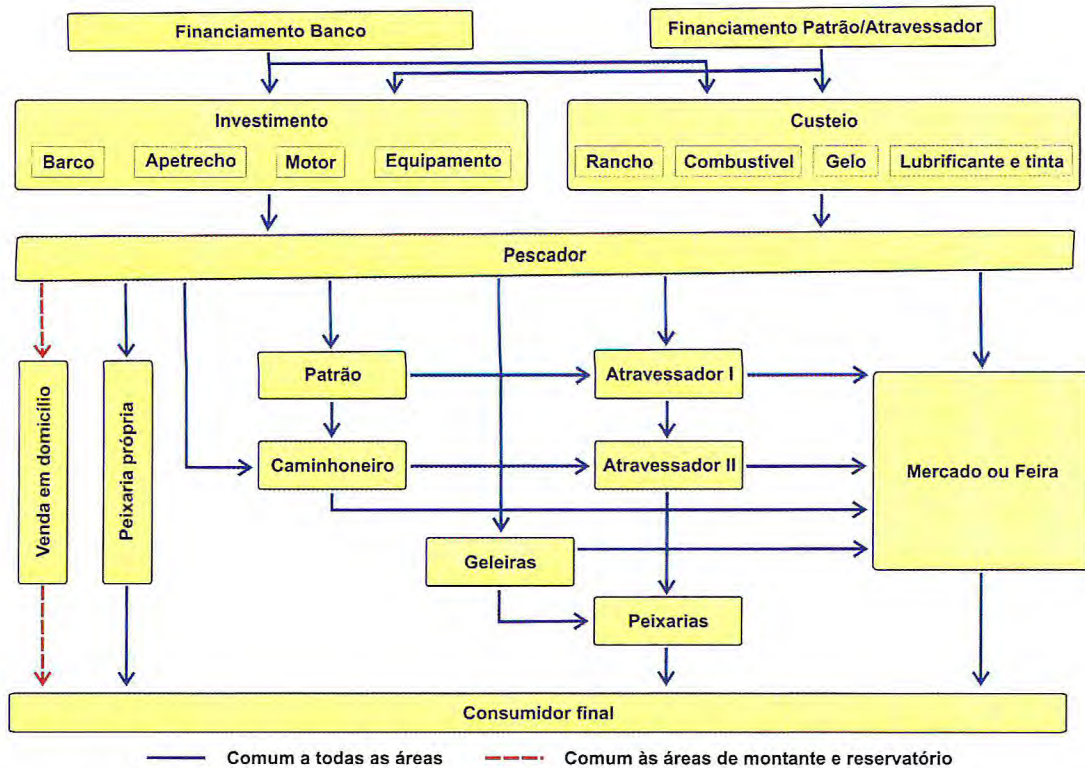 Financiamento Banco
Financiamento Patrão/Atravessador
Investimento
Barco
Apetrecho
Motor
Equipamento
Custeio
Rancho
Combustível
Gelo
Lubrificante e tinta
Pescador
Venda em domicílio
Peixaria própria
Patrão
Atravessador I
Caminhoneiro
Atravessador II
Mercado ou Feira
Geleiras
Peixarias
Consumidor final
Comum a todas as áreas
Comum às áreas de montante e reservatório